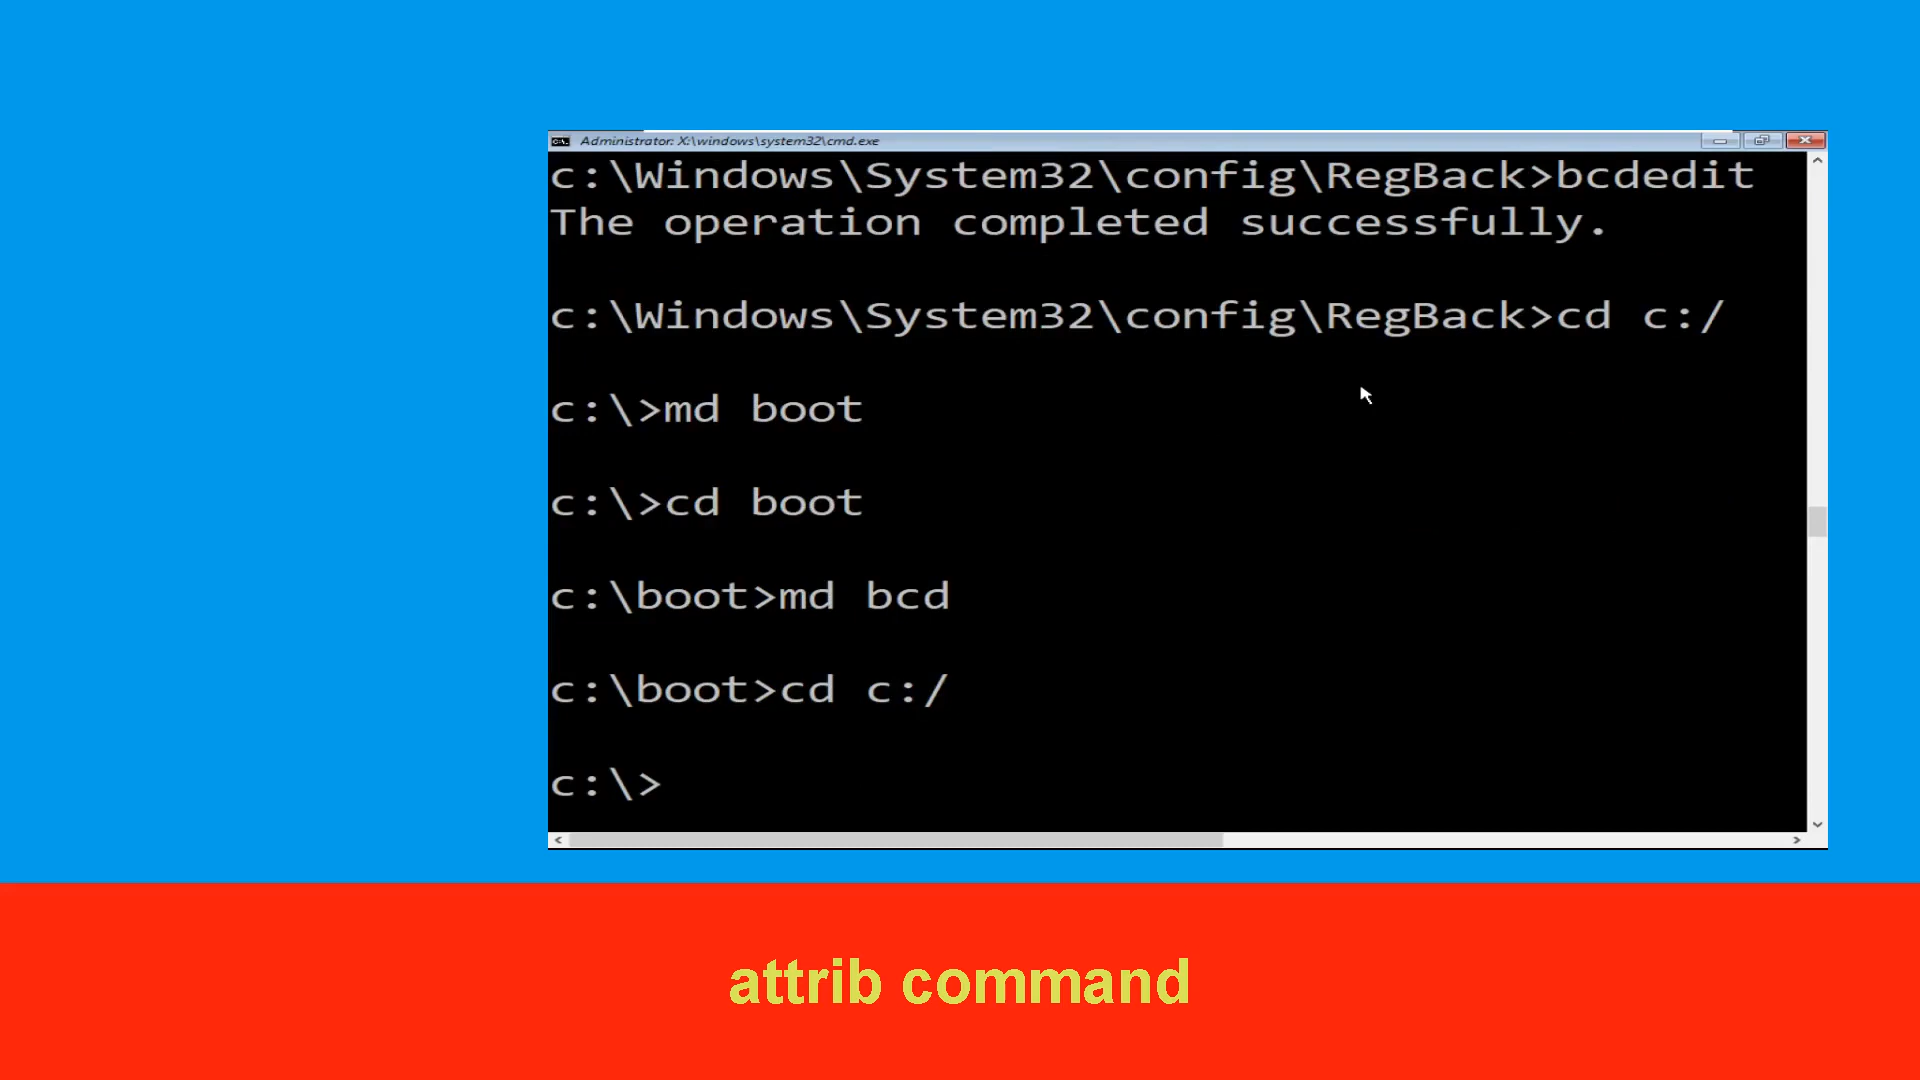 Administrator: X:\windows\system32\cmd.exe
c:\Windows\System32\config\RegBack>bcdedit
The operation completed successfully.
c:\Windows\System32\config\RegBack>cd c:/
c:\>md boot
c:\>cd boot
c:\boot>md bcd
c:\boot>cd c:/
c:\>
attrib command